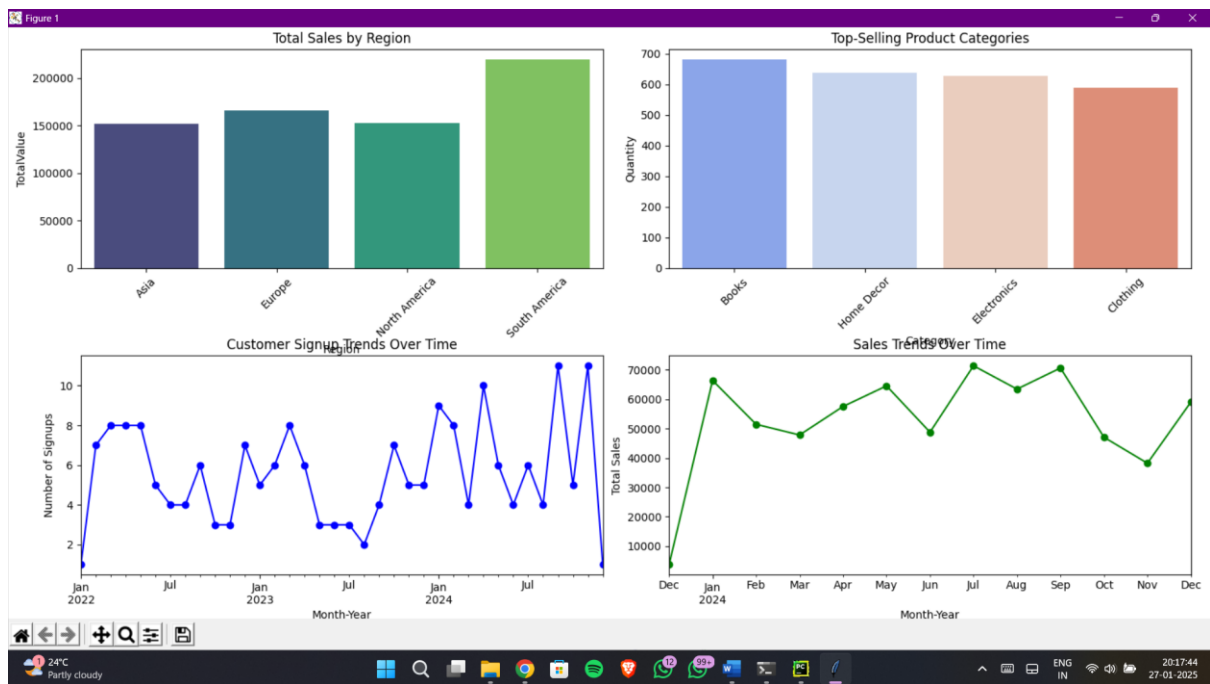 Figure 1
Total Sales by Region
TotalValue
200000
150000
100000
50000
0
Asia
Europe
North America
South America
Region
Top-Selling Product Categories
Quantity
700
600
500
400
300
200
100
0
Books
Home Decor
Electronics
Clothing
Category
Customer Signup Trends Over Time
Number of Signups
10
8
6
4
2
Jan
2022
Jul
Jan
2023
Jul
Jan
2024
Jul
Month-Year
Sales Trends Over Time
Total Sales
70000
60000
50000
40000
30000
20000
10000
Dec
Jan
2024
Feb
Mar
Apr
May
Jun
Jul
Aug
Sep
Oct
Nov
Dec
Month-Year
1
24°C
Partly cloudy
12
99+
W
PC
ENG
IN
20:17:44
27-01-2025